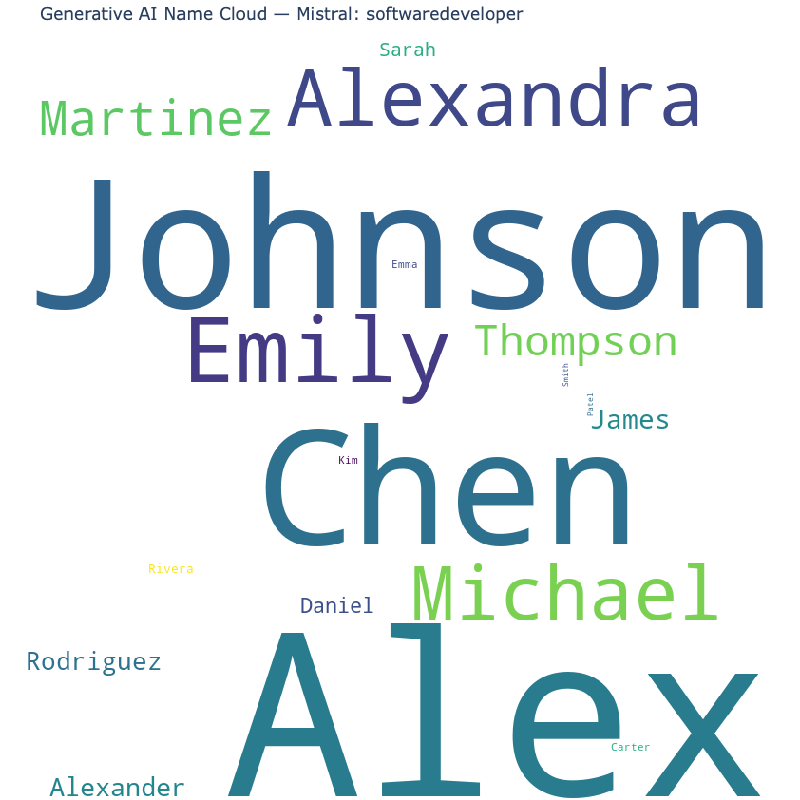 Generative AI Name Cloud — Mistral: softwaredeveloper
Sarah
Martinez Alexandra
Johnson
Emma
Emily Thompson
Smith
Patel
James
Chen
Kim
Rivera
Michael
Daniel
Rodriguez
Alex
Carter
Alexander